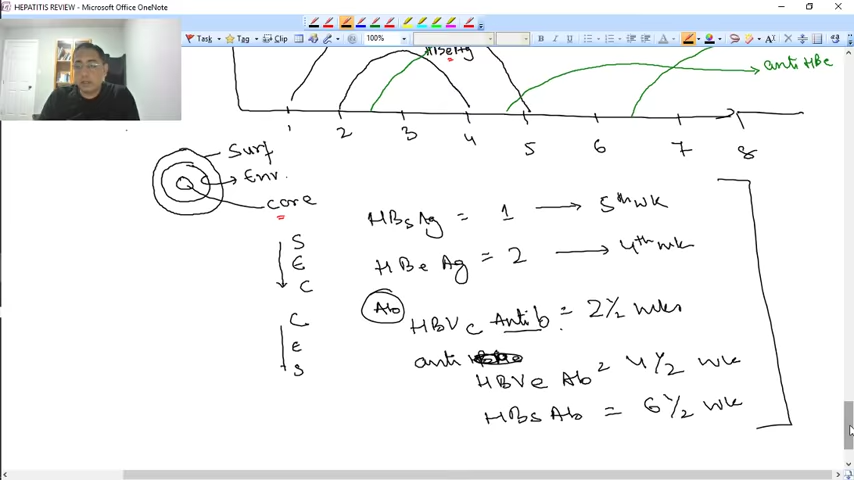 HEPATITIS REVIEW - Microsoft Office OneNote
Task Tag Clip 100%
HBeAg
anti HBe
1 2 3 4 5 6 7 8
Surf
Env.
core
S
E
C
C
E
S
HBsAg = 1 → 5th wk
HBeAg = 2 → 4th wk
Ab
HBVc Antib = 2½ wks
anti
HBVe Ab = 4½ wk
HBsAb = 6½ wk